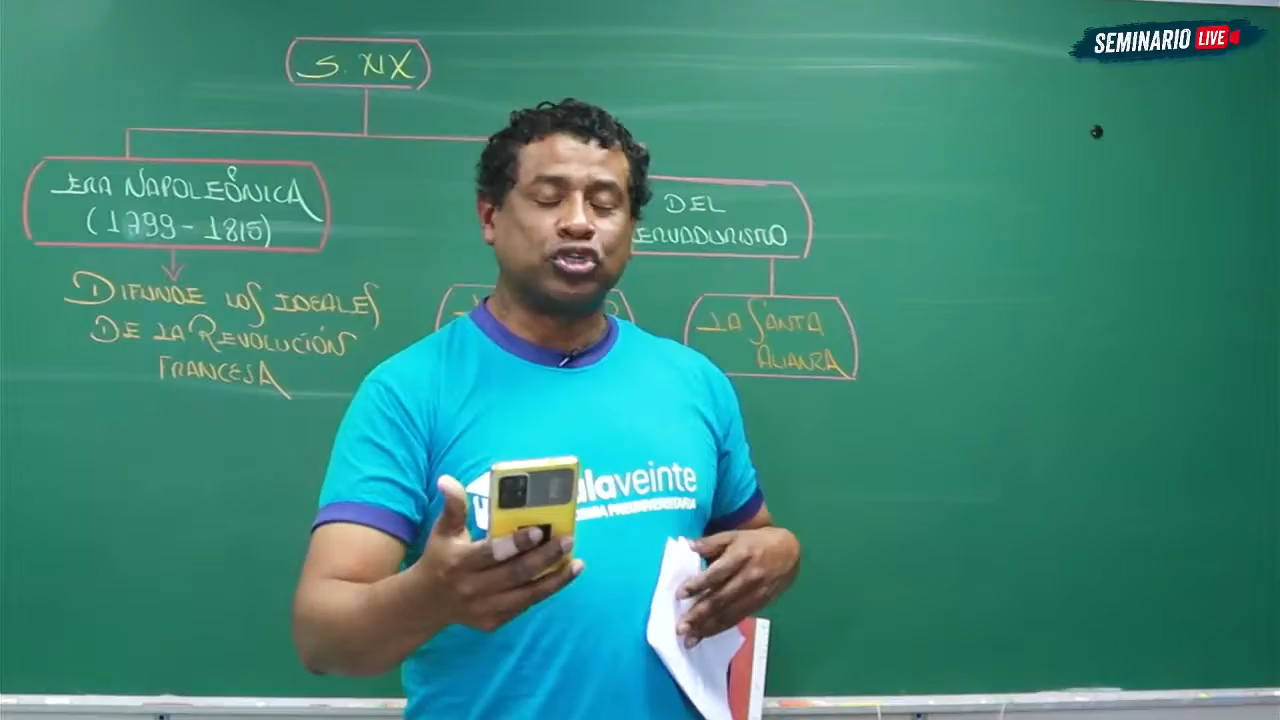 SEMINARIO LIVE
S. XIX
ERA NAPOLEÓNICA
(1799 - 1815)
DIFUNDE LOS IDEALES
DE LA REVOLUCIÓN
FRANCESA
DEL
ERVADURISMO
LA SANTA
ALIANZA
laveinte